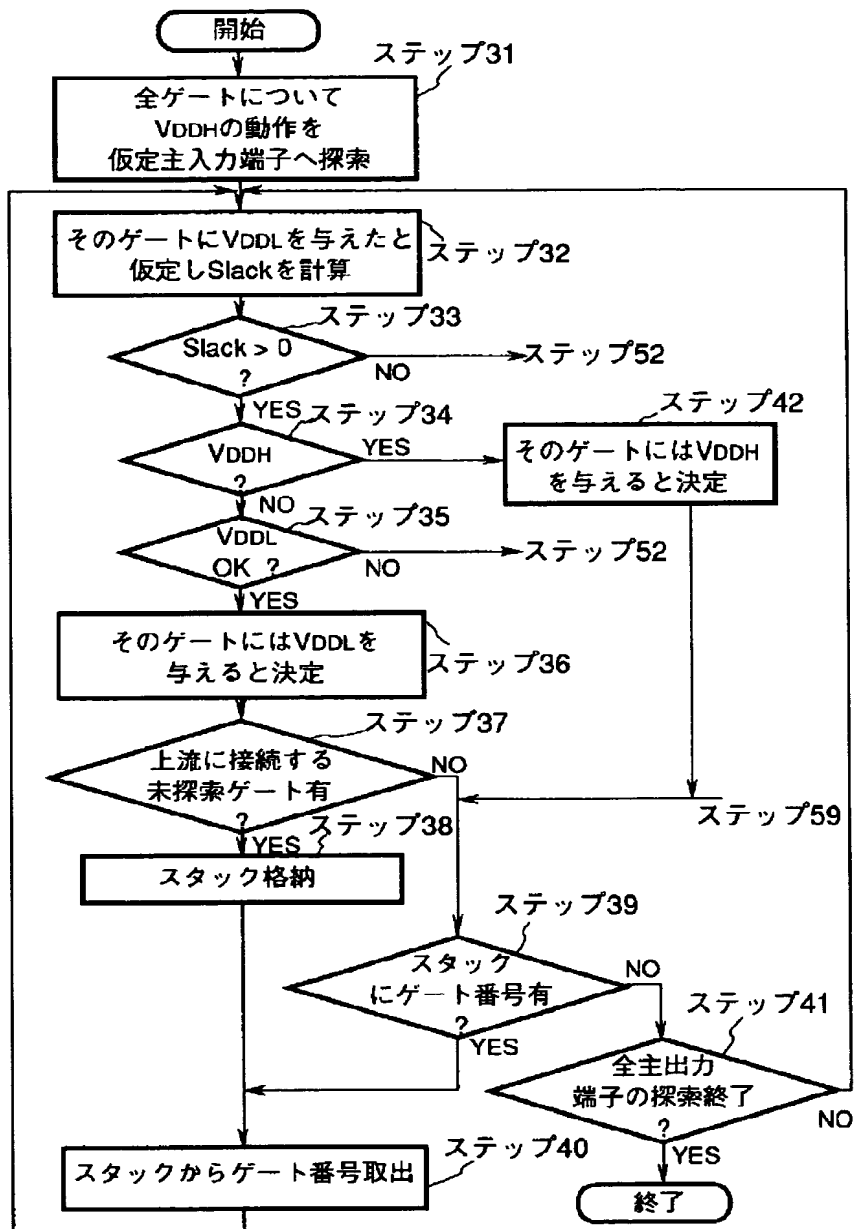 開始
ステップ31
全ゲートについて
VDDHの動作を
仮定主入力端子へ探索
そのゲートにVDDLを与えたと
仮定しSlackを計算
ステップ32
ステップ33
Slack > 0
?
NO
ステップ52
YES
ステップ34
VDDH
?
YES
ステップ42
そのゲートにはVDDH
を与えると決定
NO
ステップ35
VDDL
OK ?
NO
ステップ52
YES
そのゲートにはVDDLを
与えると決定
ステップ36
ステップ37
上流に接続する
未探索ゲート有
?
NO
ステップ59
YES
ステップ38
スタック格納
ステップ39
スタック
にゲート番号有
?
NO
YES
ステップ41
全主出力
端子の探索終了
?
NO
YES
ステップ40
スタックからゲート番号取出
終了